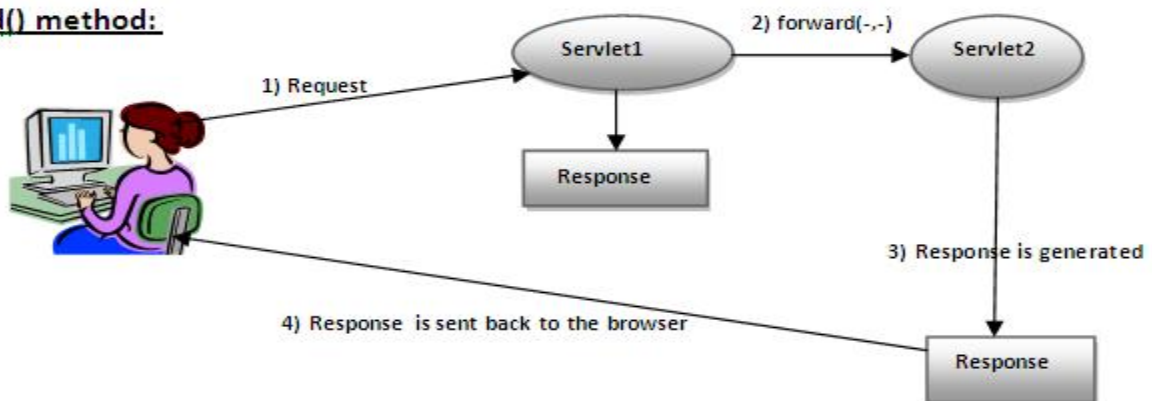 d() method:
2) forward(-,-)
Servlet1
Servlet2
1) Request
Response
3) Response is generated
4) Response is sent back to the browser
Response